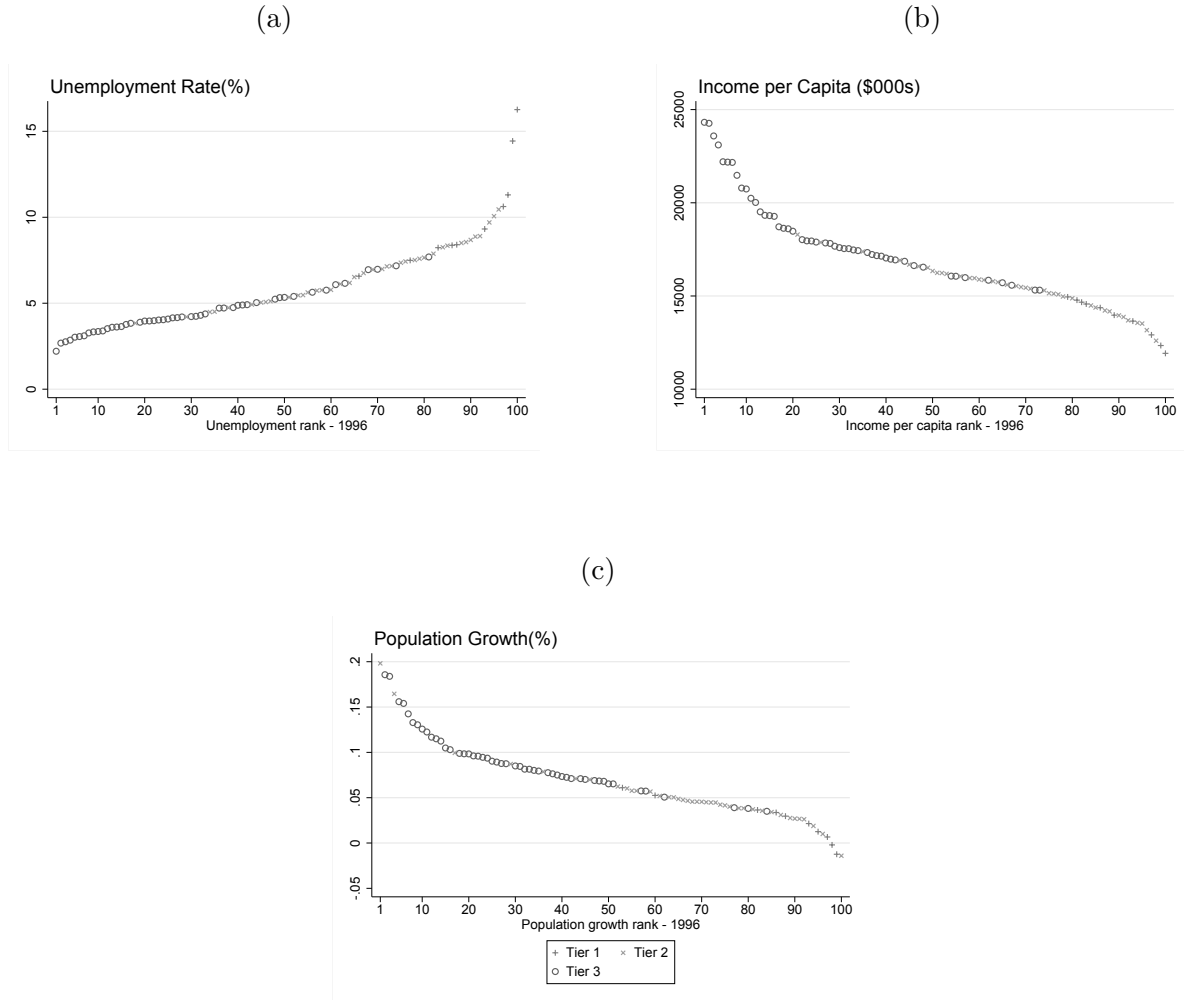 (a)
(b)
Unemployment Rate(%)
15
10
5
0
1 10 20 30 40 50 60 70 80 90 100
Unemployment rank - 1996
Income per Capita ($000s)
25000
20000
15000
10000
1 10 20 30 40 50 60 70 80 90 100
Income per capita rank - 1996
(c)
Population Growth(%)
.2
.15
.1
.05
0
-.05
1 10 20 30 40 50 60 70 80 90 100
Population growth rank - 1996
Tier 1 Tier 2
Tier 3